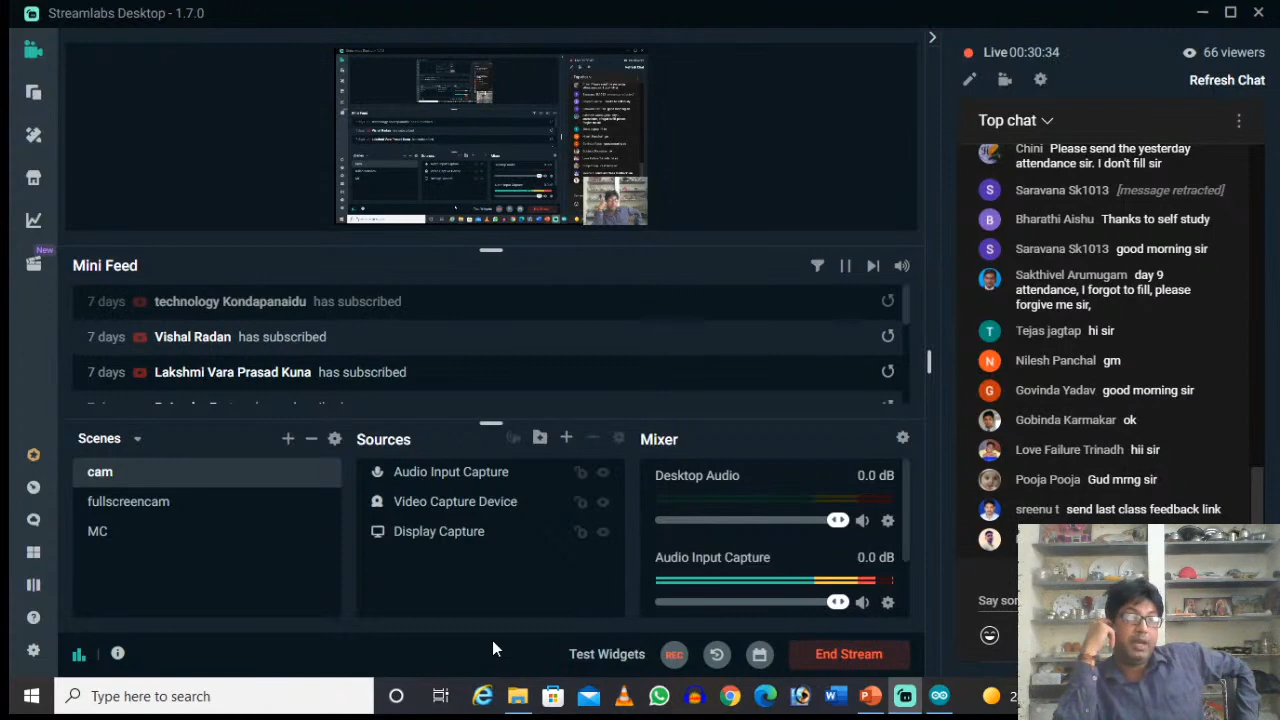 Streamlabs Desktop - 1.7.0
Live 00:30:34
66 viewers
Refresh Chat
Top chat
Chini Please send the yesterday
attendance sir. I don't fill sir
Saravana Sk1013 [message retracted]
Bharathi Aishu Thanks to self study
Saravana Sk1013 good morning sir
Sakthivel Arumugam day 9
attendance, I forgot to fill, please
forgive me sir,
Tejas jagtap hi sir
Nilesh Panchal gm
Govinda Yadav good morning sir
Gobinda Karmakar ok
Love Failure Trinadh hii sir
Pooja Pooja Gud mrng sir
sreenu t send last class feedback link
Say son
New
Mini Feed
7 days technology Kondapanaidu has subscribed
7 days Vishal Radan has subscribed
7 days Lakshmi Vara Prasad Kuna has subscribed
Scenes
cam
fullscreencam
MC
Sources
Audio Input Capture
Video Capture Device
Display Capture
Mixer
Desktop Audio 0.0 dB
Audio Input Capture 0.0 dB
Test Widgets
REC
End Stream
Type here to search